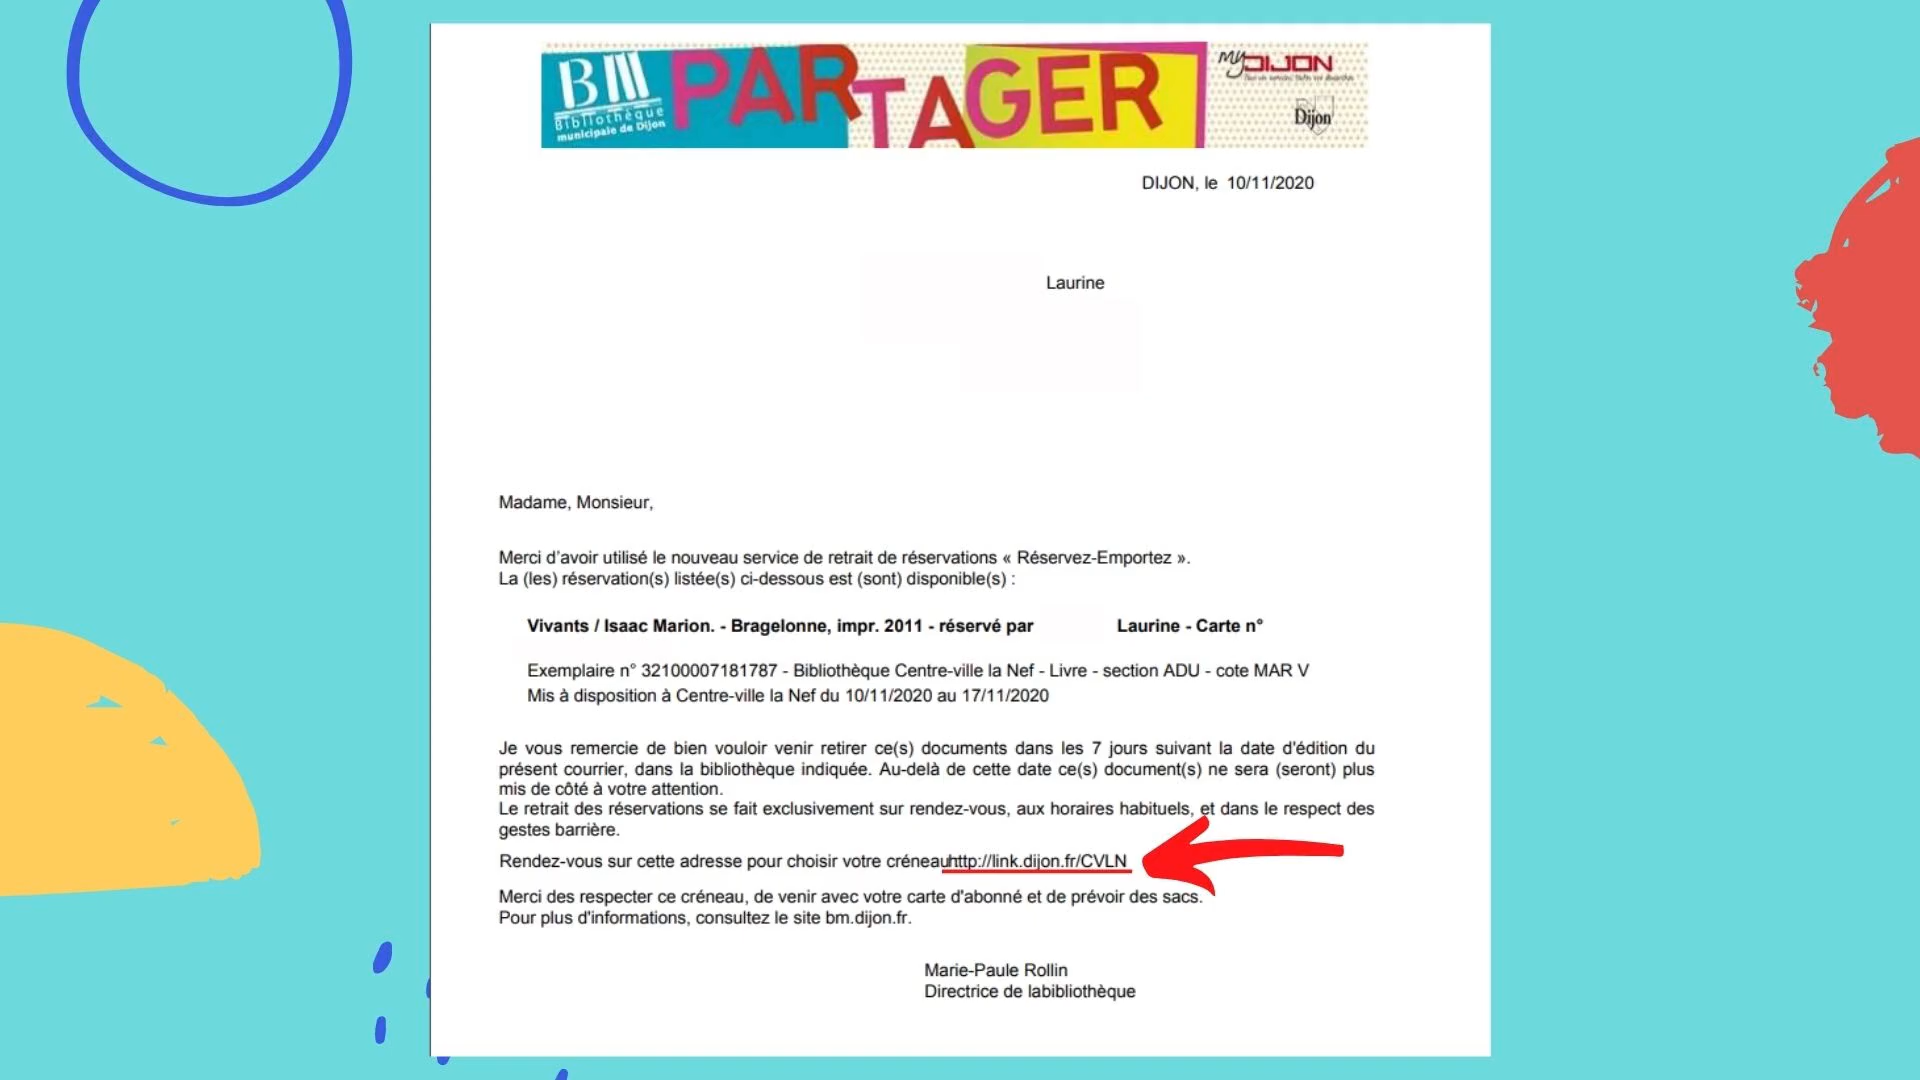 BM
Bibliothèque
municipale de Dijon
PARTAGER
myDIJON
Dijon
DIJON, le 10/11/2020
Laurine
Madame, Monsieur,
Merci d'avoir utilisé le nouveau service de retrait de réservations « Réservez-Emportez ».
La (les) réservation(s) listée(s) ci-dessous est (sont) disponible(s) :
Vivants / Isaac Marion. - Bragelonne, impr. 2011 - réservé par Laurine - Carte n°
Exemplaire n° 32100007181787 - Bibliothèque Centre-ville la Nef - Livre - section ADU - cote MAR V
Mis à disposition à Centre-ville la Nef du 10/11/2020 au 17/11/2020
Je vous remercie de bien vouloir venir retirer ce(s) documents dans les 7 jours suivant la date d'édition du
présent courrier, dans la bibliothèque indiquée. Au-delà de cette date ce(s) document(s) ne sera (seront) plus
mis de côté à votre attention.
Le retrait des réservations se fait exclusivement sur rendez-vous, aux horaires habituels, et dans le respect des
gestes barrière.
Rendez-vous sur cette adresse pour choisir votre créneauhttp://link.dijon.fr/CVLN
Merci des respecter ce créneau, de venir avec votre carte d'abonné et de prévoir des sacs.
Pour plus d'informations, consultez le site bm.dijon.fr.
Marie-Paule Rollin
Directrice de labibliothèque